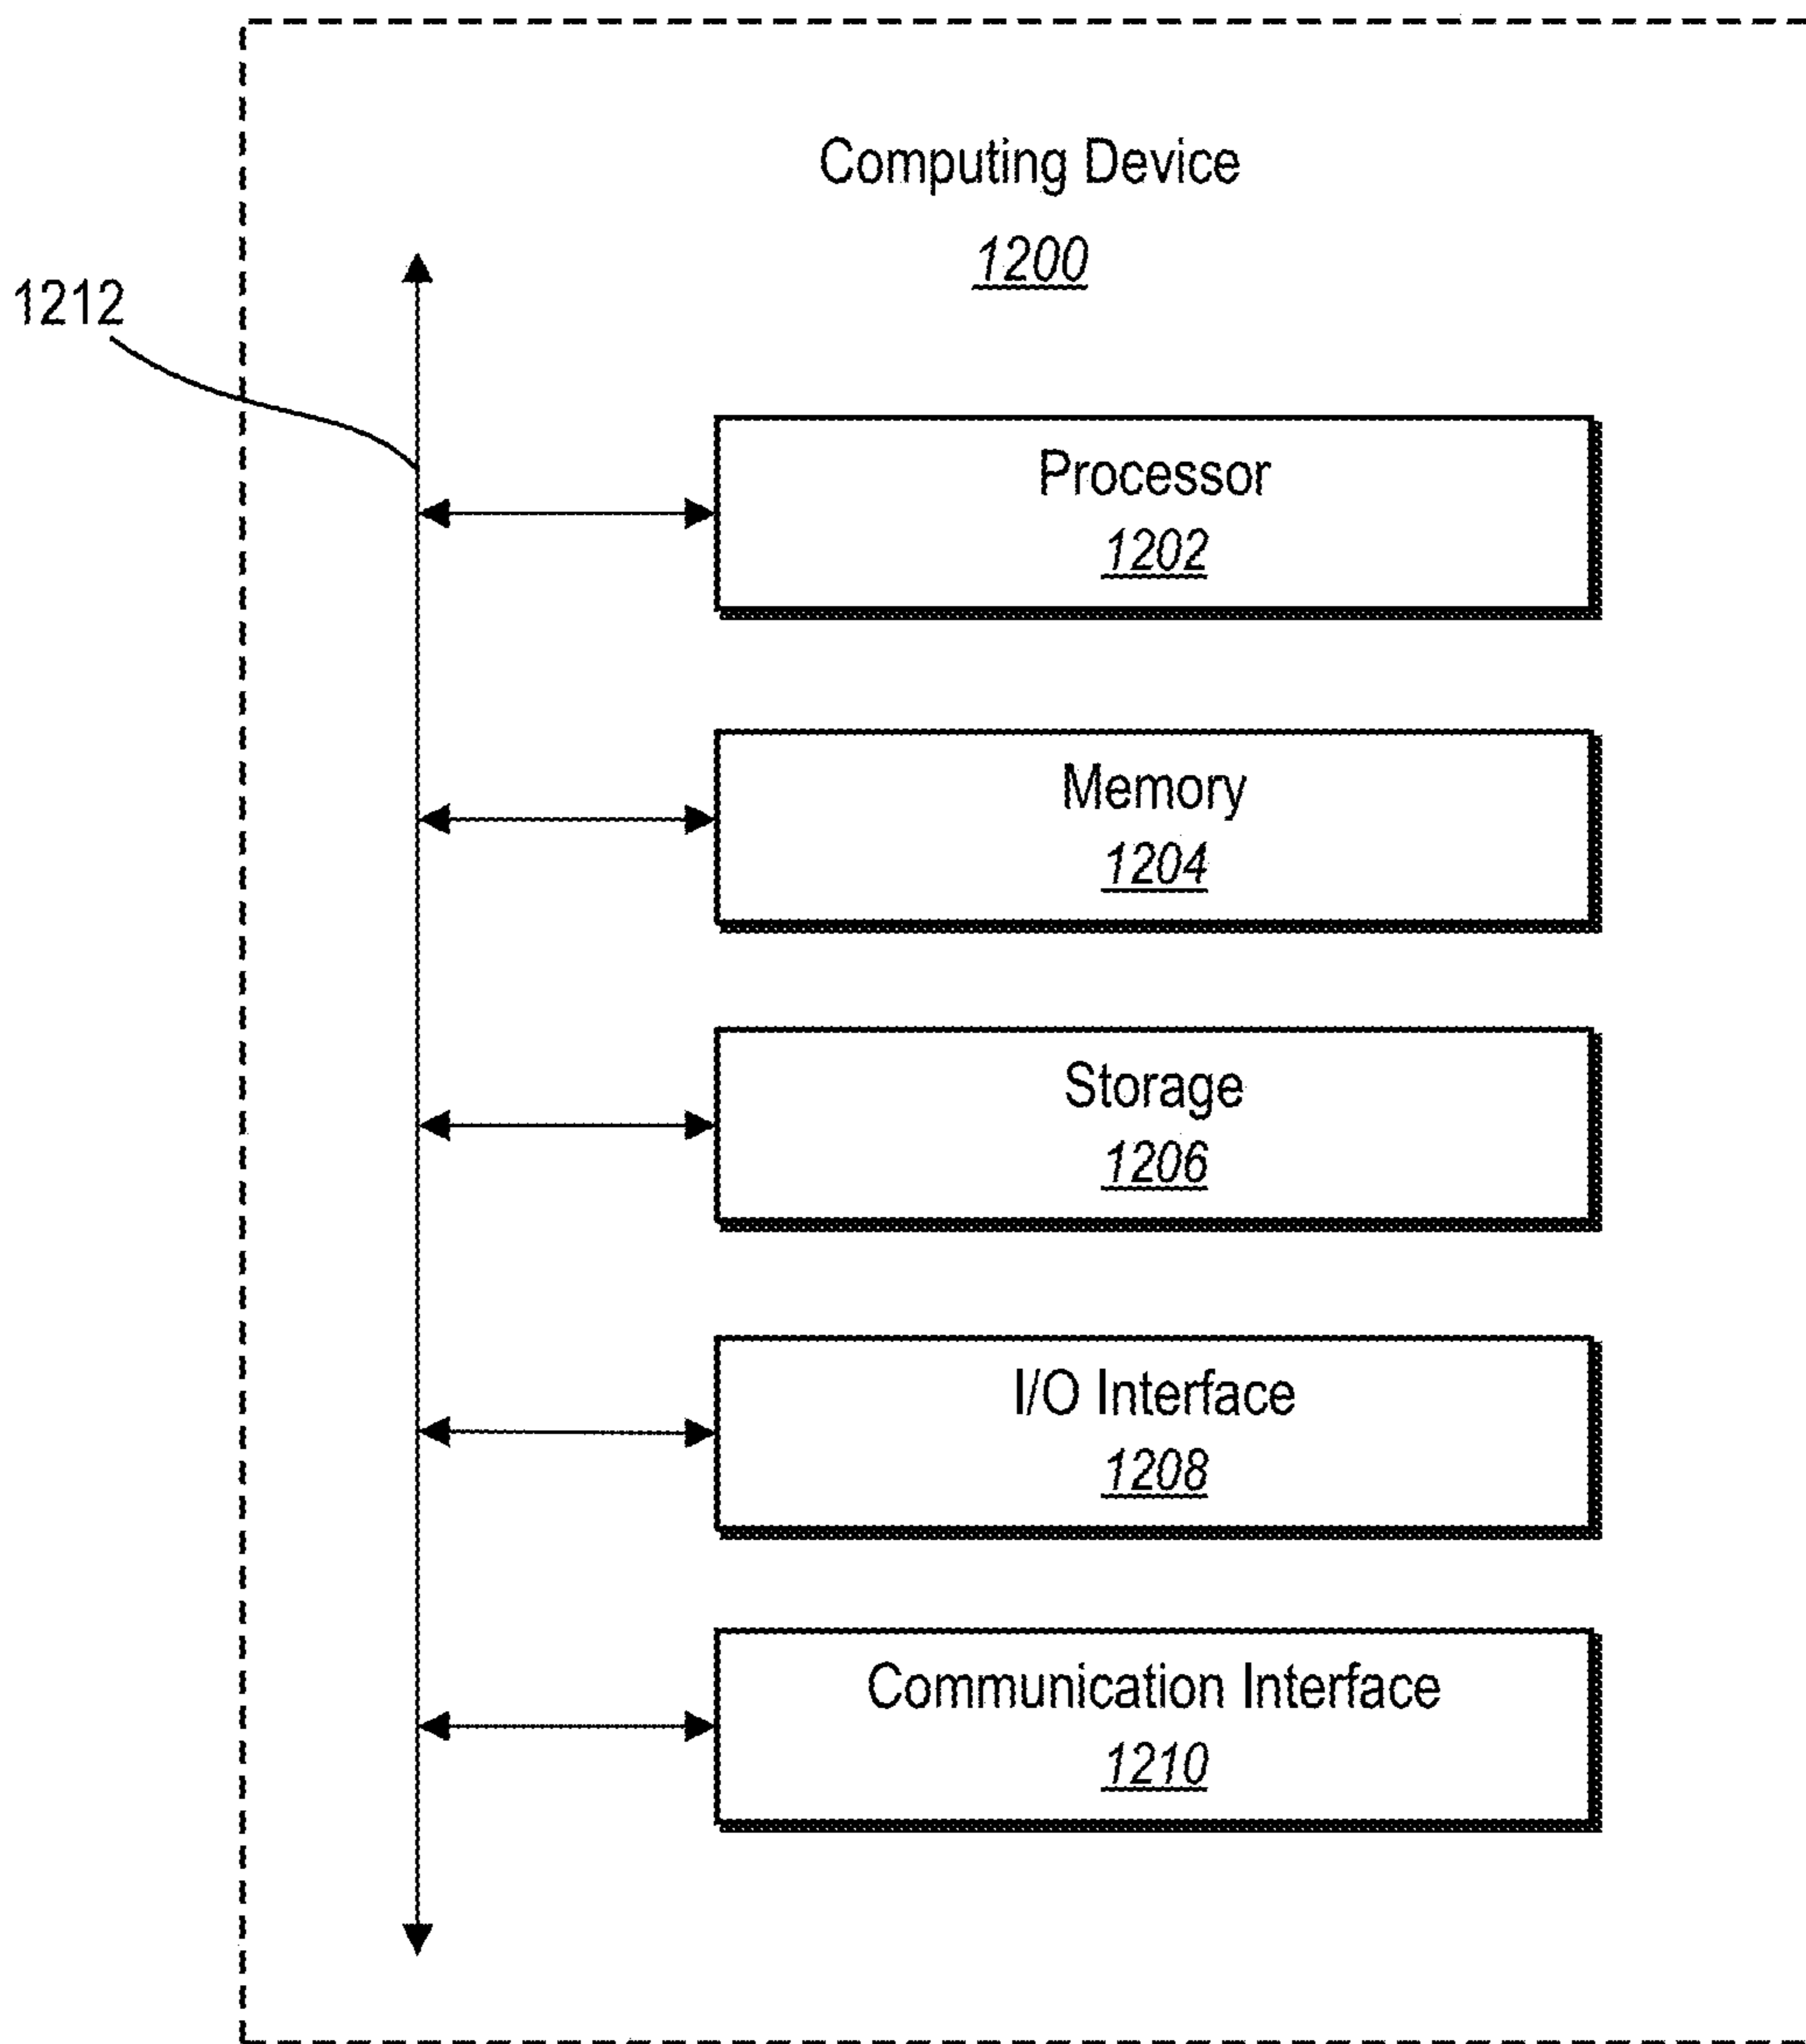 Computing Device
1200
1212
Processor
1202
Memory
1204
Storage
1206
I/O Interface
1208
Communication Interface
1210